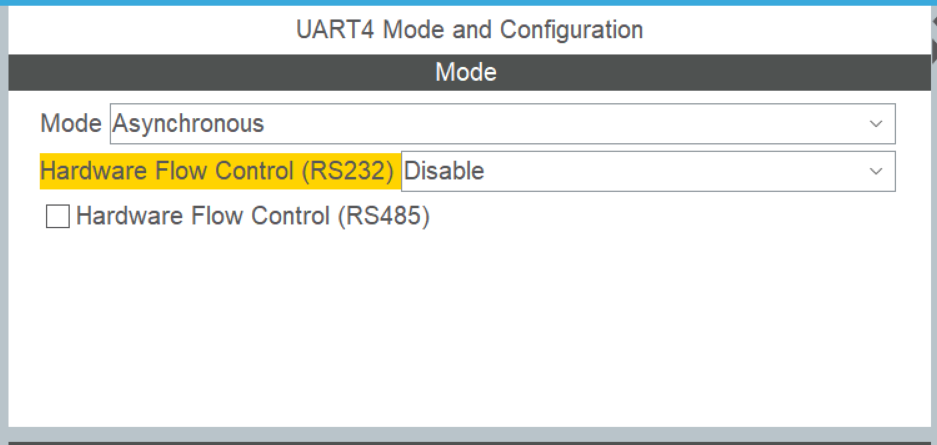 UART4 Mode and Configuration
Mode
Mode Asynchronous
Hardware Flow Control (RS232) Disable
Hardware Flow Control (RS485)